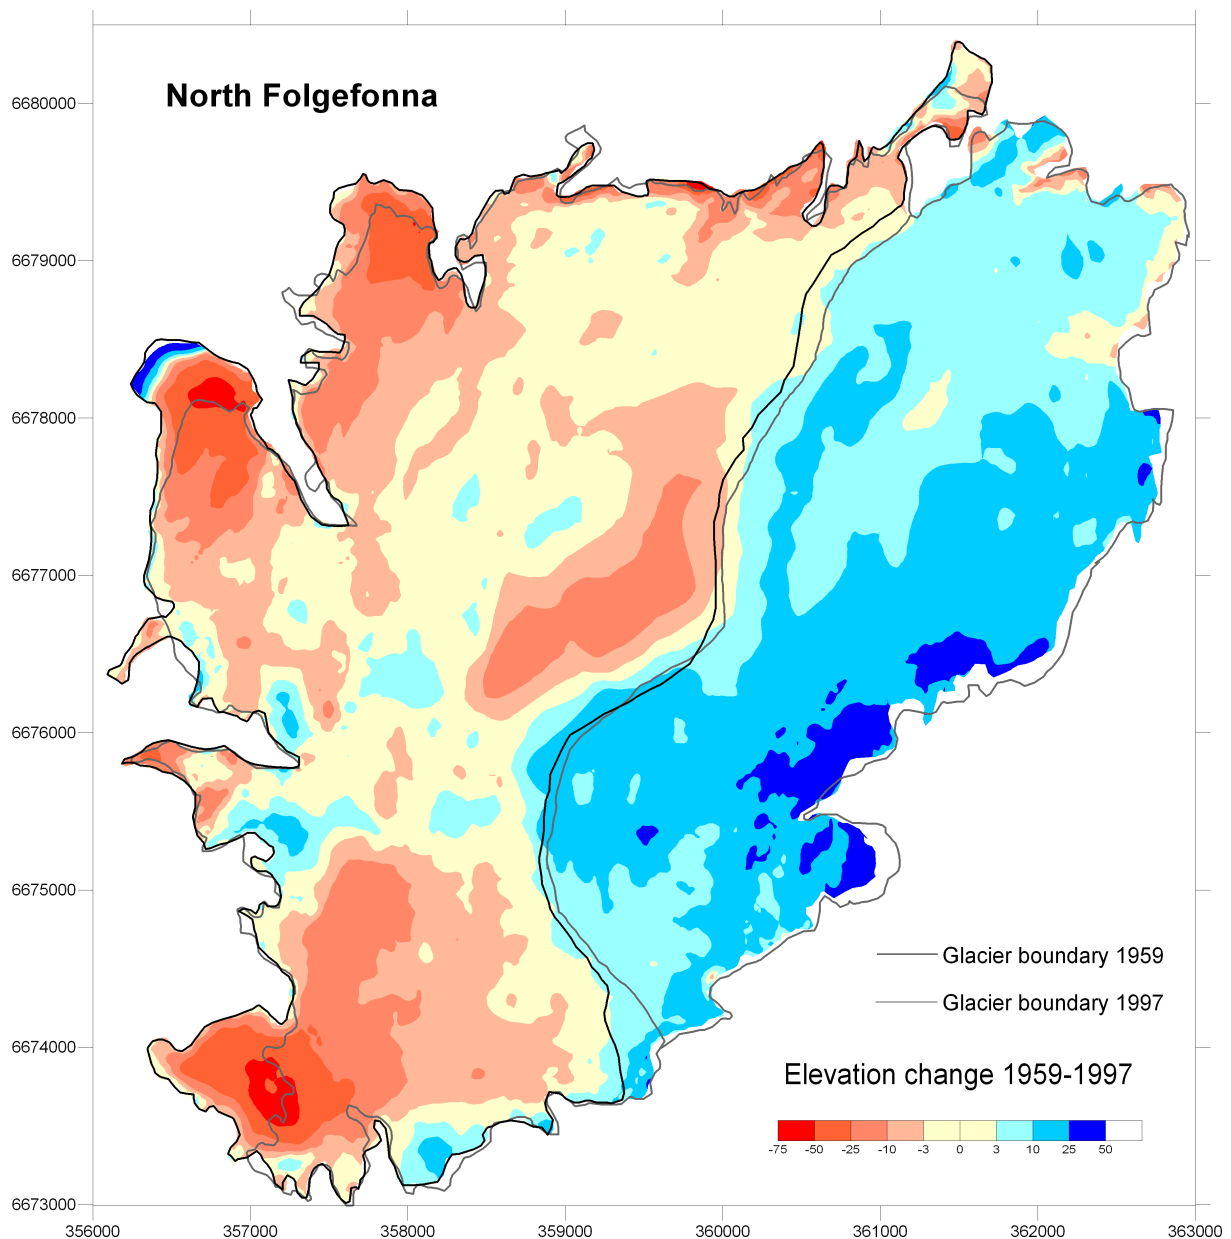 North Folgefonna
6680000
6679000
6678000
6677000
6676000
6675000
6674000
6673000
Glacier boundary 1959
Glacier boundary 1997
Elevation change 1959-1997
-75 -50 -25 -10 -3 0 3 10 25 50
356000 357000 358000 359000 360000 361000 362000 363000